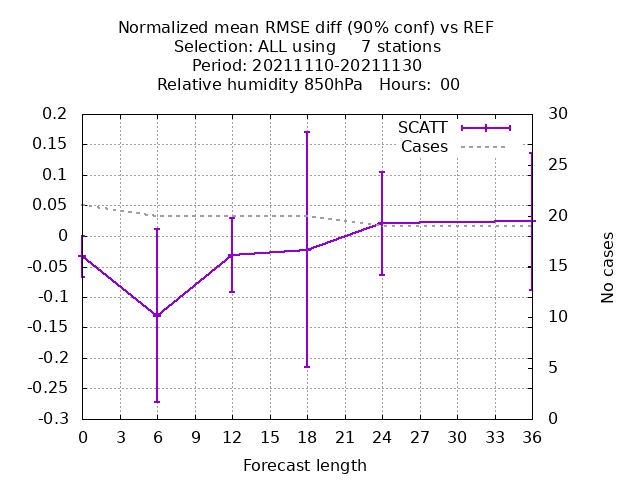 Normalized mean RMSE diff (90% conf) vs REF
Selection: ALL using     7 stations
Period: 20211110-20211130
Relative humidity 850hPa   Hours:  00
SCATT
Cases
0.2
0.15
0.1
0.05
0
-0.05
-0.1
-0.15
-0.2
-0.25
-0.3
30
25
20
15
10
5
0
No cases
0 3 6 9 12 15 18 21 24 27 30 33 36
Forecast length